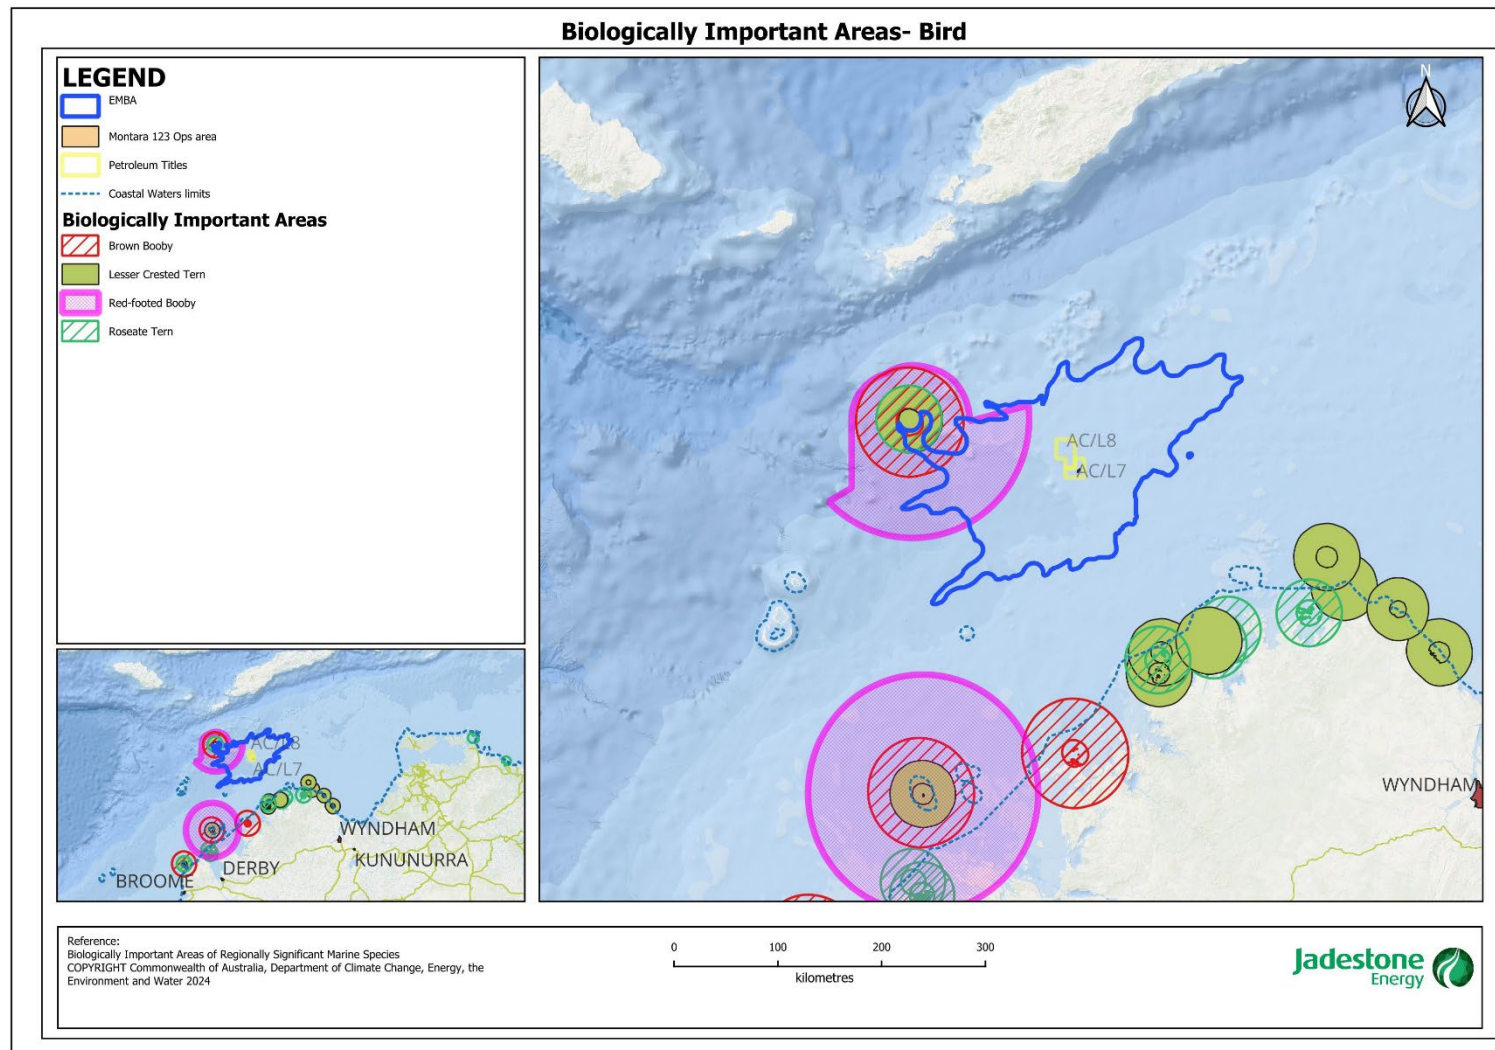 Biologically Important Areas- Bird
LEGEND
EMBA
Montara 123 Ops area
Petroleum Titles
Coastal Waters limits
Biologically Important Areas
Brown Booby
Lesser Crested Tern
Red-footed Booby
Roseate Tern
N
AC/L8
AC/L7
WYNDHAM
AC/L8
AC/L7
WYNDHAM
KUNUNURRA
DERBY
BROOME
Reference:
Biologically Important Areas of Regionally Significant Marine Species
COPYRIGHT Commonwealth of Australia, Department of Climate Change, Energy, the
Environment and Water 2024
0 100 200 300
kilometres
Jadestone
Energy